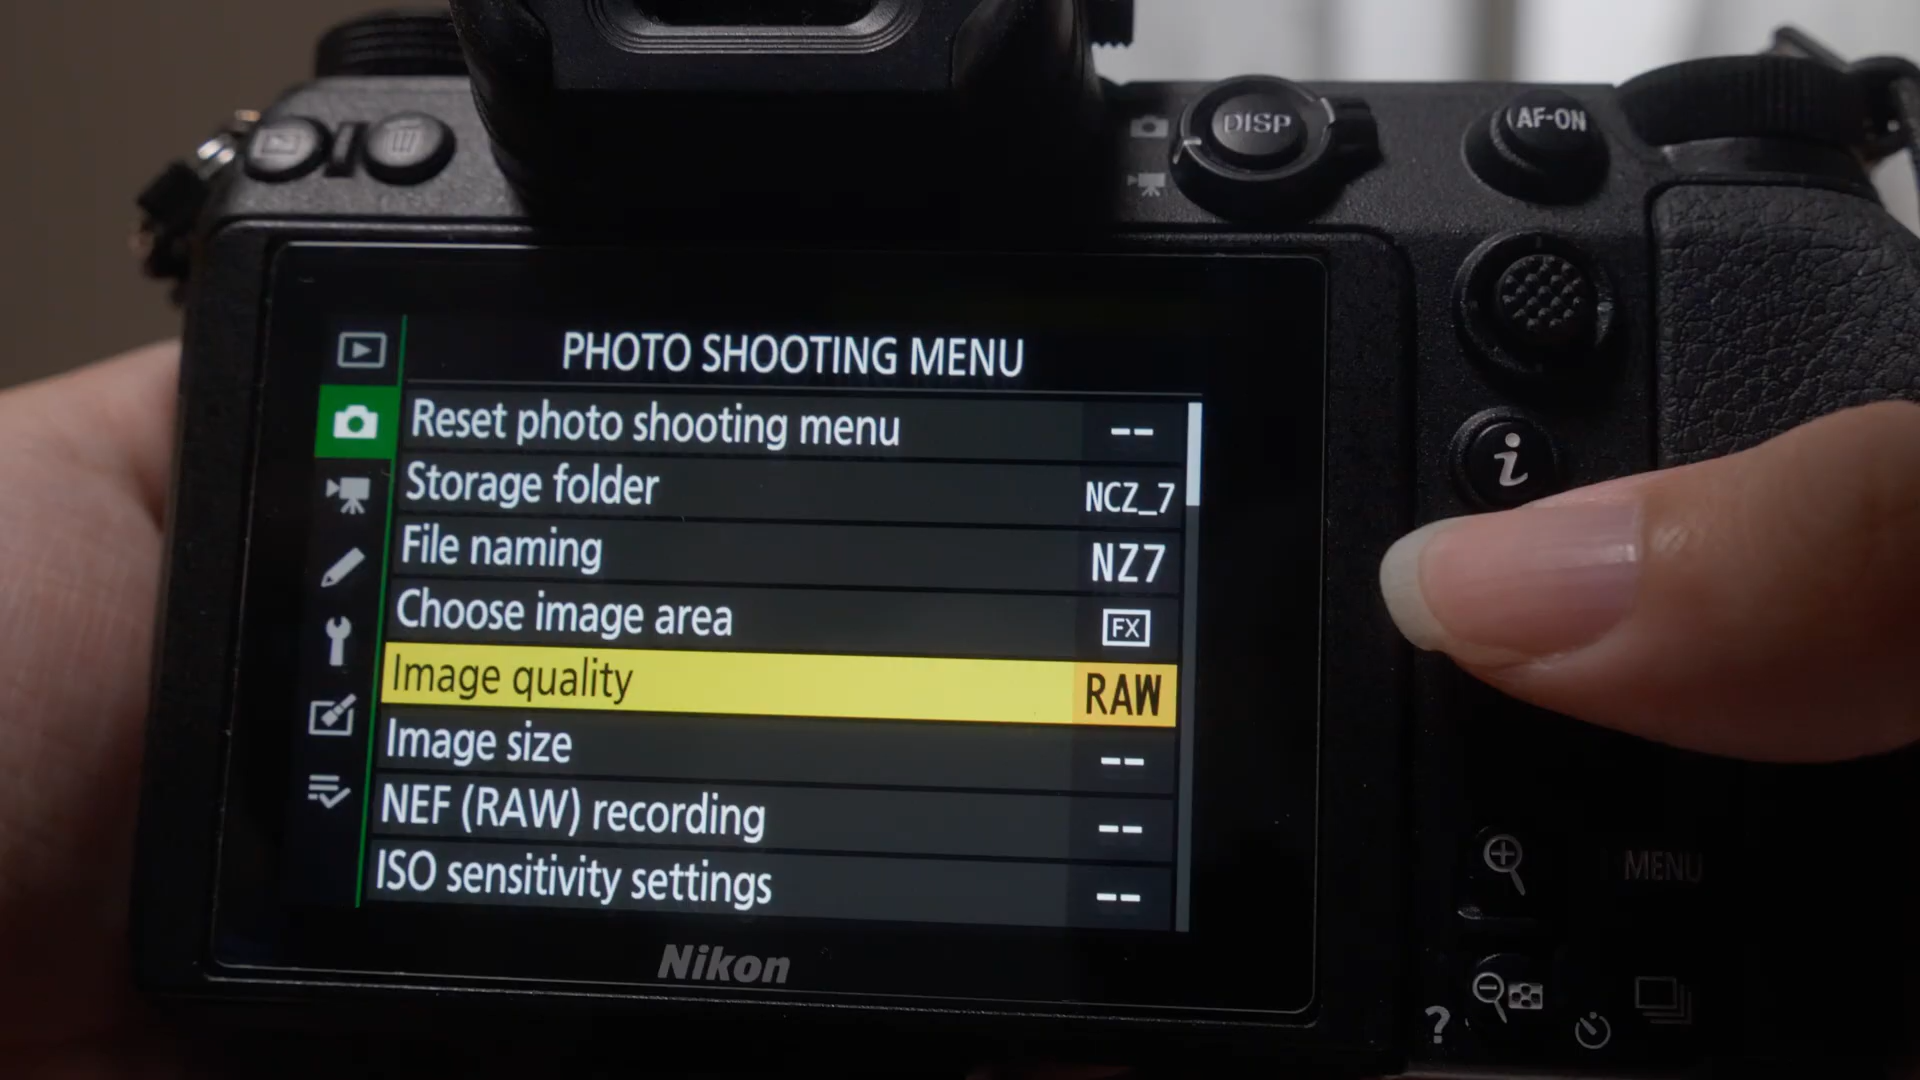 DISP
AF-ON
i
PHOTO SHOOTING MENU
Reset photo shooting menu --
Storage folder NCZ_7
File naming NZ7
Choose image area FX
Image quality RAW
Image size --
NEF (RAW) recording --
ISO sensitivity settings --
MENU
Nikon
?